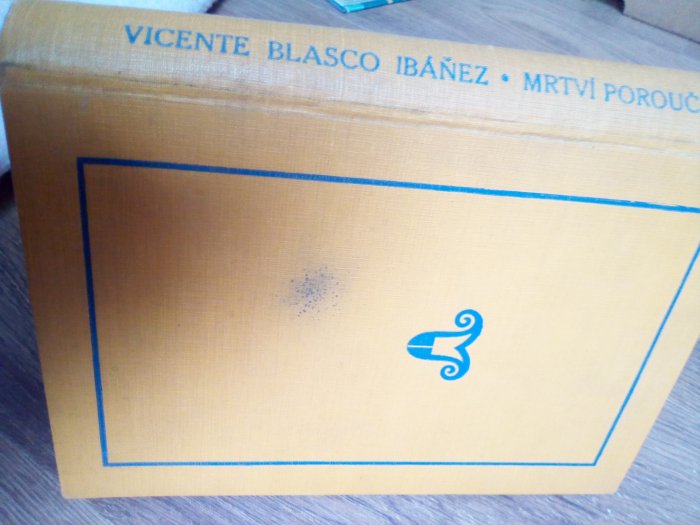 VICENTE BLASCO IBÁÑEZ • MRTVÍ POROUČ